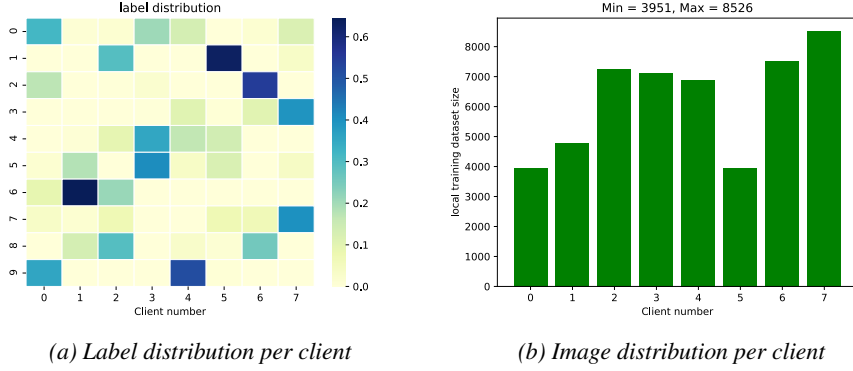 label distribution
0
1
2
3
4
5
6
7
8
9
0 1 2 3 4 5 6 7
Client number
0.6
0.5
0.4
0.3
0.2
0.1
0.0
(a) Label distribution per client
Min = 3951, Max = 8526
local training dataset size
8000
7000
6000
5000
4000
3000
2000
1000
0
0 1 2 3 4 5 6 7
Client number
(b) Image distribution per client